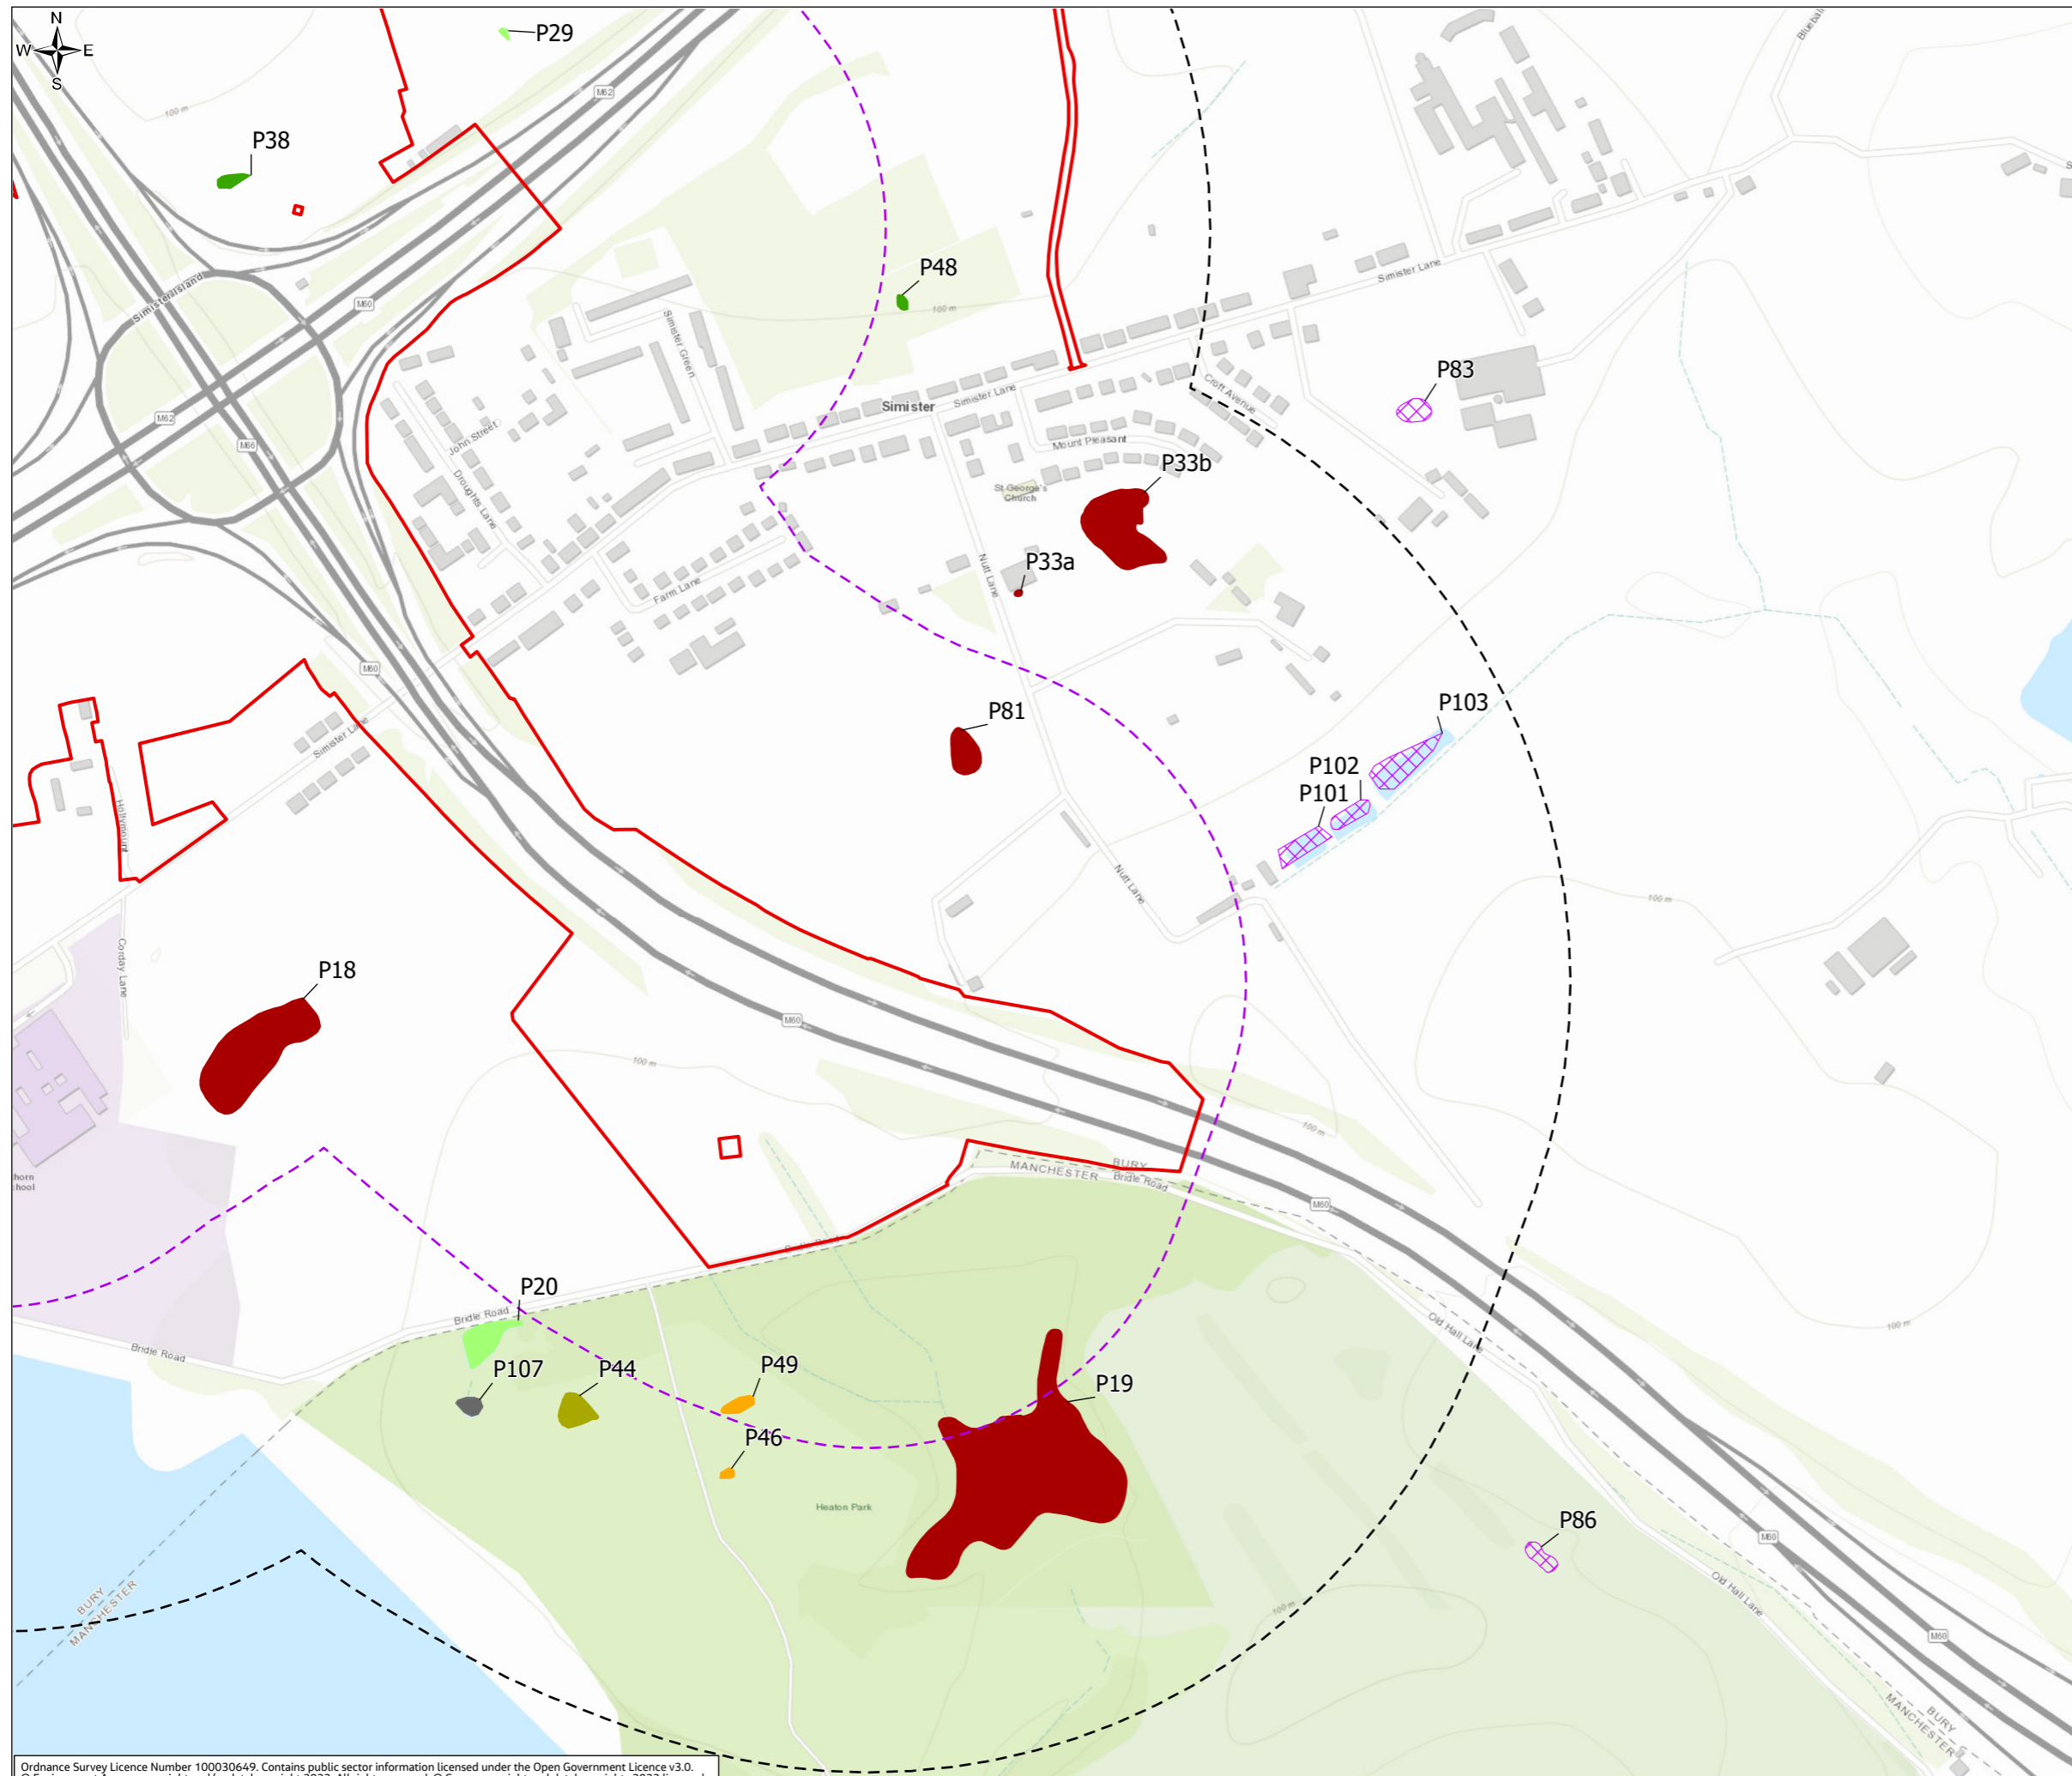 N
W E
S
P29
M62
100 m
P38
Simister Island
M60
M62
M66
P48
100 m
Simister Green
Simister Lane
Simister
Simister Lane
Croft Avenue
P83
John Street
Droughts Lane
Mount Pleasant
P33b
St George's
Church
Nutt Lane
P33a
Farm Lane
M60
Simister Lane
P81
P103
P102
P101
Hollymount
Nutt Lane
100 m
Corday Lane
P18
M60
100 m
100 m
BURY
MANCHESTER
Bridle Road
M60
Bridle Road
P20
Bridle Road
Bridle Road
Old Hall Lane
100 m
P107
P44
P49
P19
P46
Heaton Park
P86
M60
Old Hall Lane
100 m
BURY
MANCHESTER
M60
BURY
MANCHESTER
Ordnance Survey Licence Number 100030649. Contains public sector information licensed under the Open Government Licence v3.0.